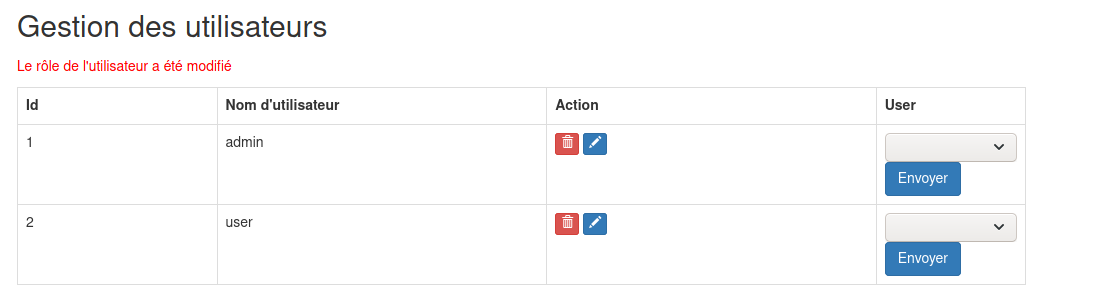 Gestion des utilisateurs
Le rôle de l'utilisateur a été modifié
Id Nom d'utilisateur Action User
1 admin
Envoyer
2 user
Envoyer